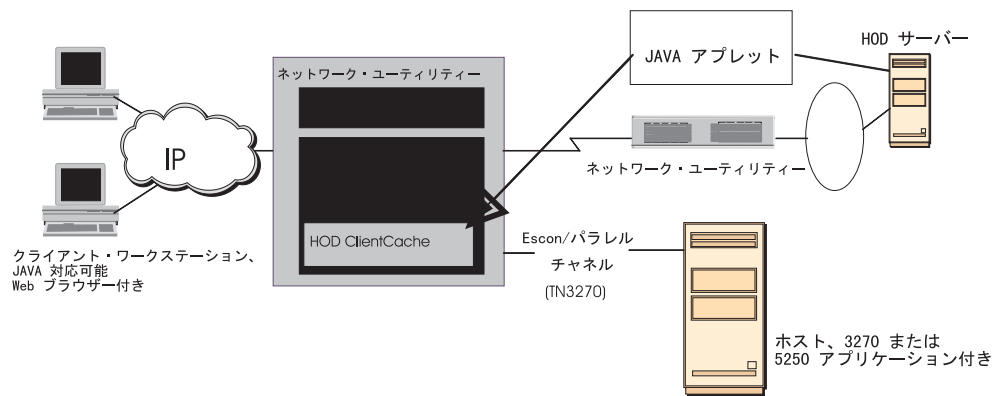 HOD サーバー
JAVA アプレット
ネットワーク・ユーティリティー
IP
ネットワーク・ユーティリティー
HOD ClientCache
Escon/パラレル
チャネル
(TN3270)
クライアント・ワークステーション、
JAVA 対応可能
Web ブラウザー付き
ホスト、3270 または
5250 アプリケーション付き